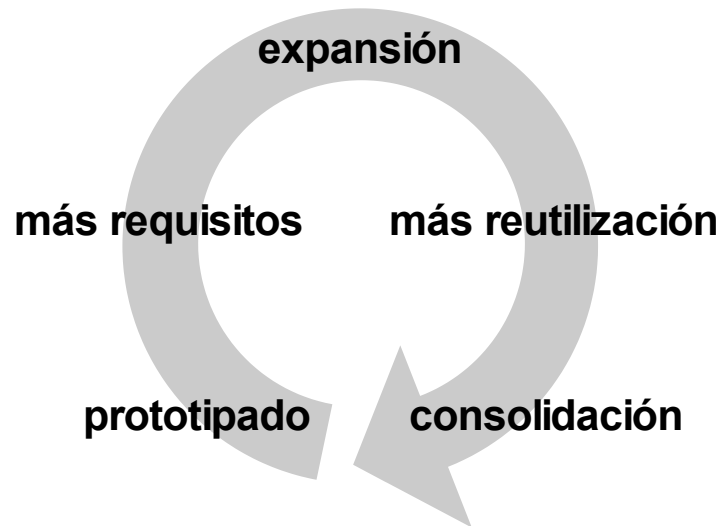 expansión
más requisitos
más reutilización
prototipado
consolidación